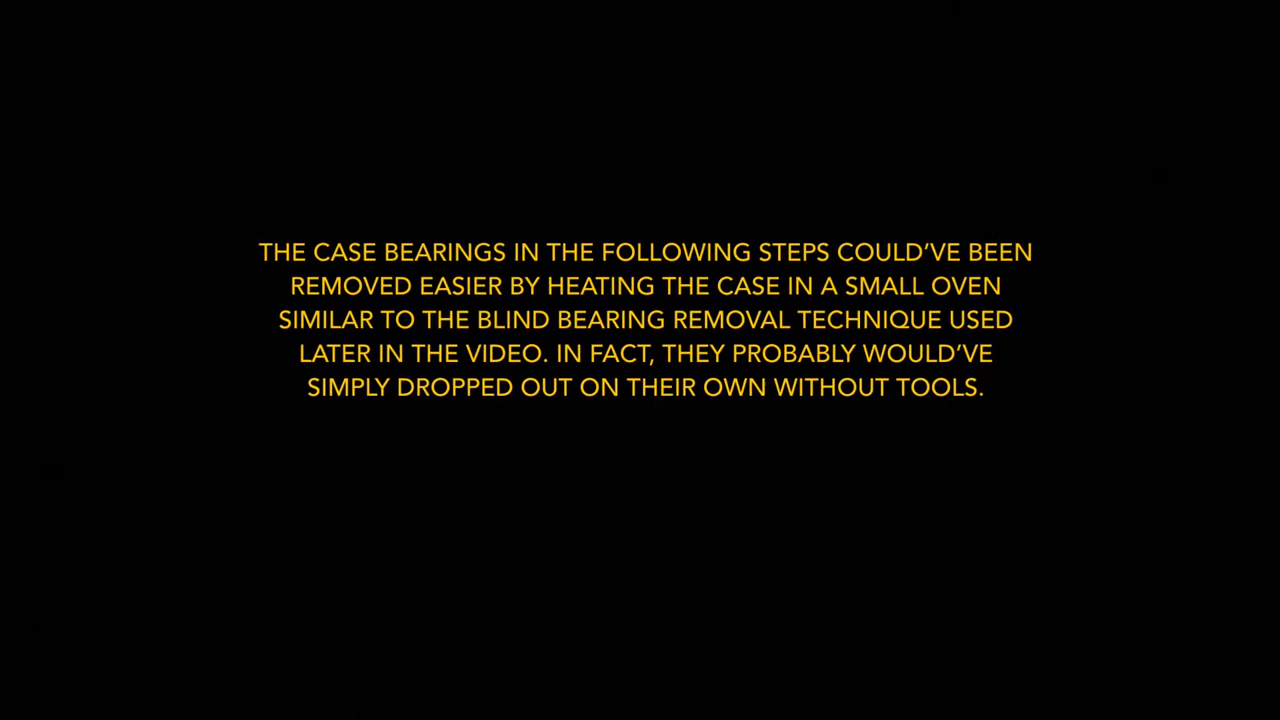 THE CASE BEARINGS IN THE FOLLOWING STEPS COULD’VE BEEN
REMOVED EASIER BY HEATING THE CASE IN A SMALL OVEN
SIMILAR TO THE BLIND BEARING REMOVAL TECHNIQUE USED
LATER IN THE VIDEO. IN FACT, THEY PROBABLY WOULD’VE
SIMPLY DROPPED OUT ON THEIR OWN WITHOUT TOOLS.